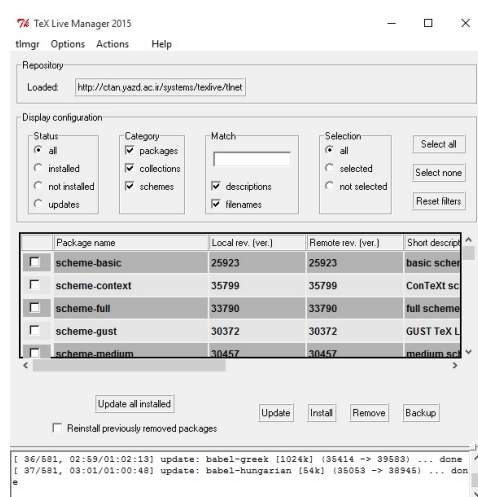 TeX Live Manager 2015
tlmgr Options Actions Help
Repository
Loaded: http://ctan.yazd.ac.ir/systems/texlive/tlnet
Display configuration
Status
all
installed
not installed
updates
Category
packages
collections
schemes
Match
descriptions
filenames
Selection
all
selected
not selected
Select all
Select none
Reset filters
Package name Local rev. (ver.) Remote rev. (ver.) Short descript
scheme-basic 25923 25923 basic schem
scheme-context 35799 35799 ConTeXt sc
scheme-full 33790 33790 full scheme
scheme-gust 30372 30372 GUST TeX L
scheme-medium 30457 30457 medium sch
Update all installed
Reinstall previously removed packages
Update Install Remove Backup
[ 36/581, 02:59/01:02:13] update: babel-greek [1024k] (35414 -> 39583) ... done
[ 37/581, 03:01/01:00:48] update: babel-hungarian [54k] (35053 -> 38945) ... don
e